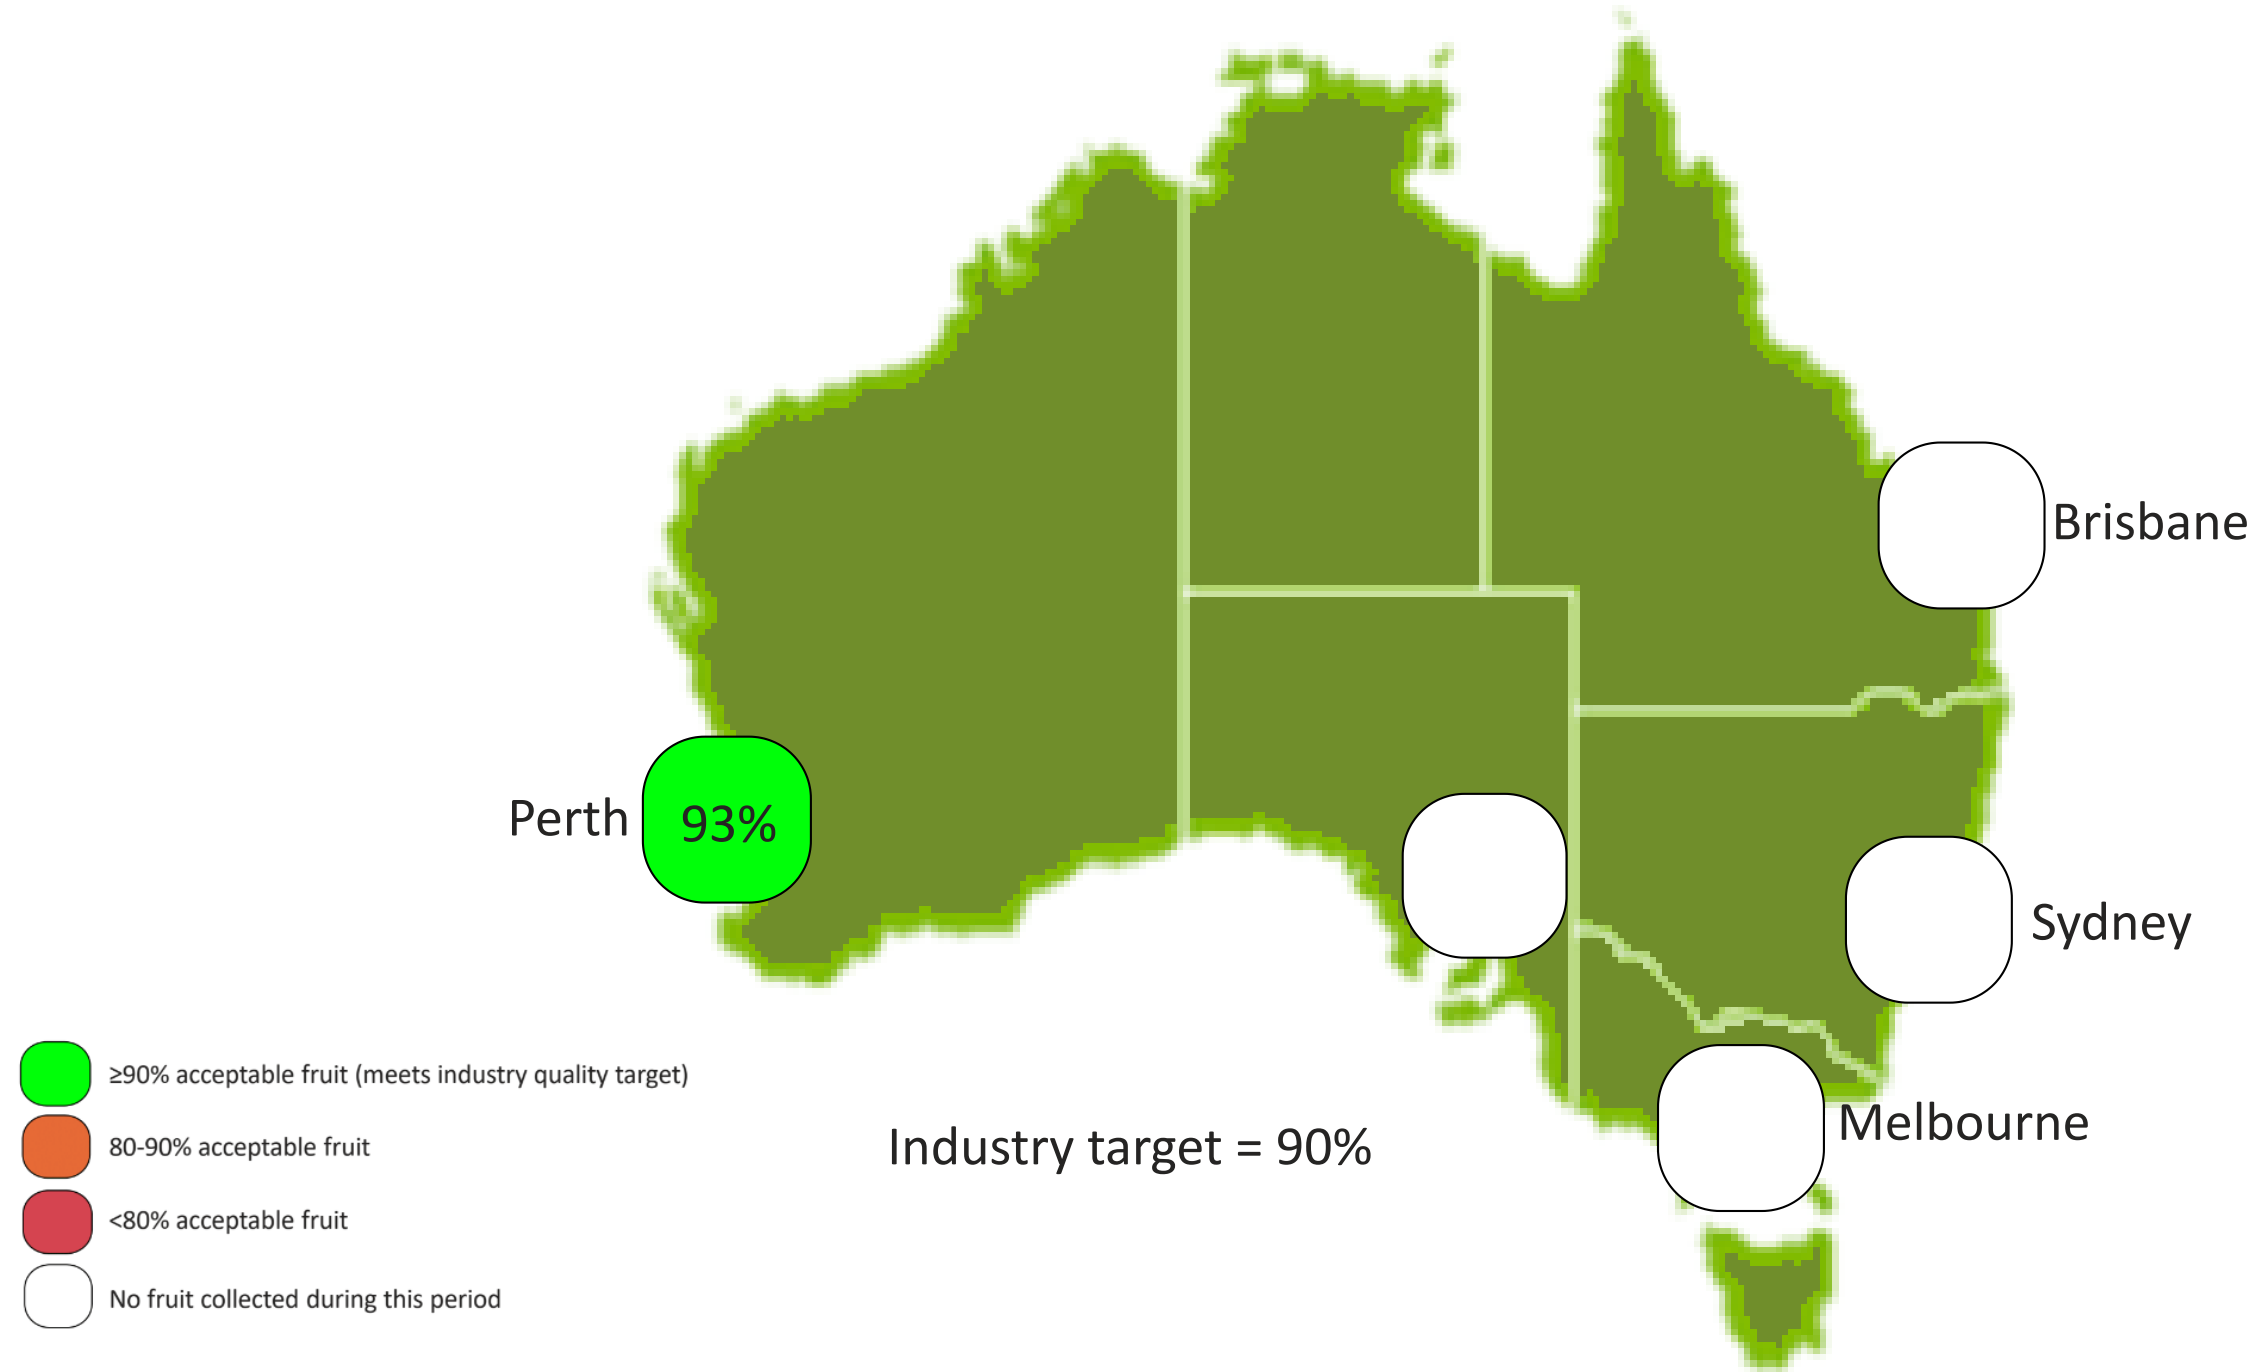 Brisbane
Perth
93%
Sydney
Melbourne
Industry target = 90%
≥90% acceptable fruit (meets industry quality target)
80-90% acceptable fruit
<80% acceptable fruit
No fruit collected during this period